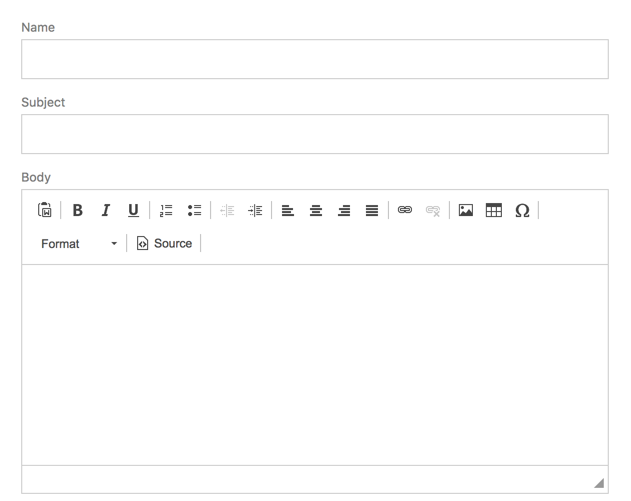 Name
Subject
Body
B I U Ω
Format Source